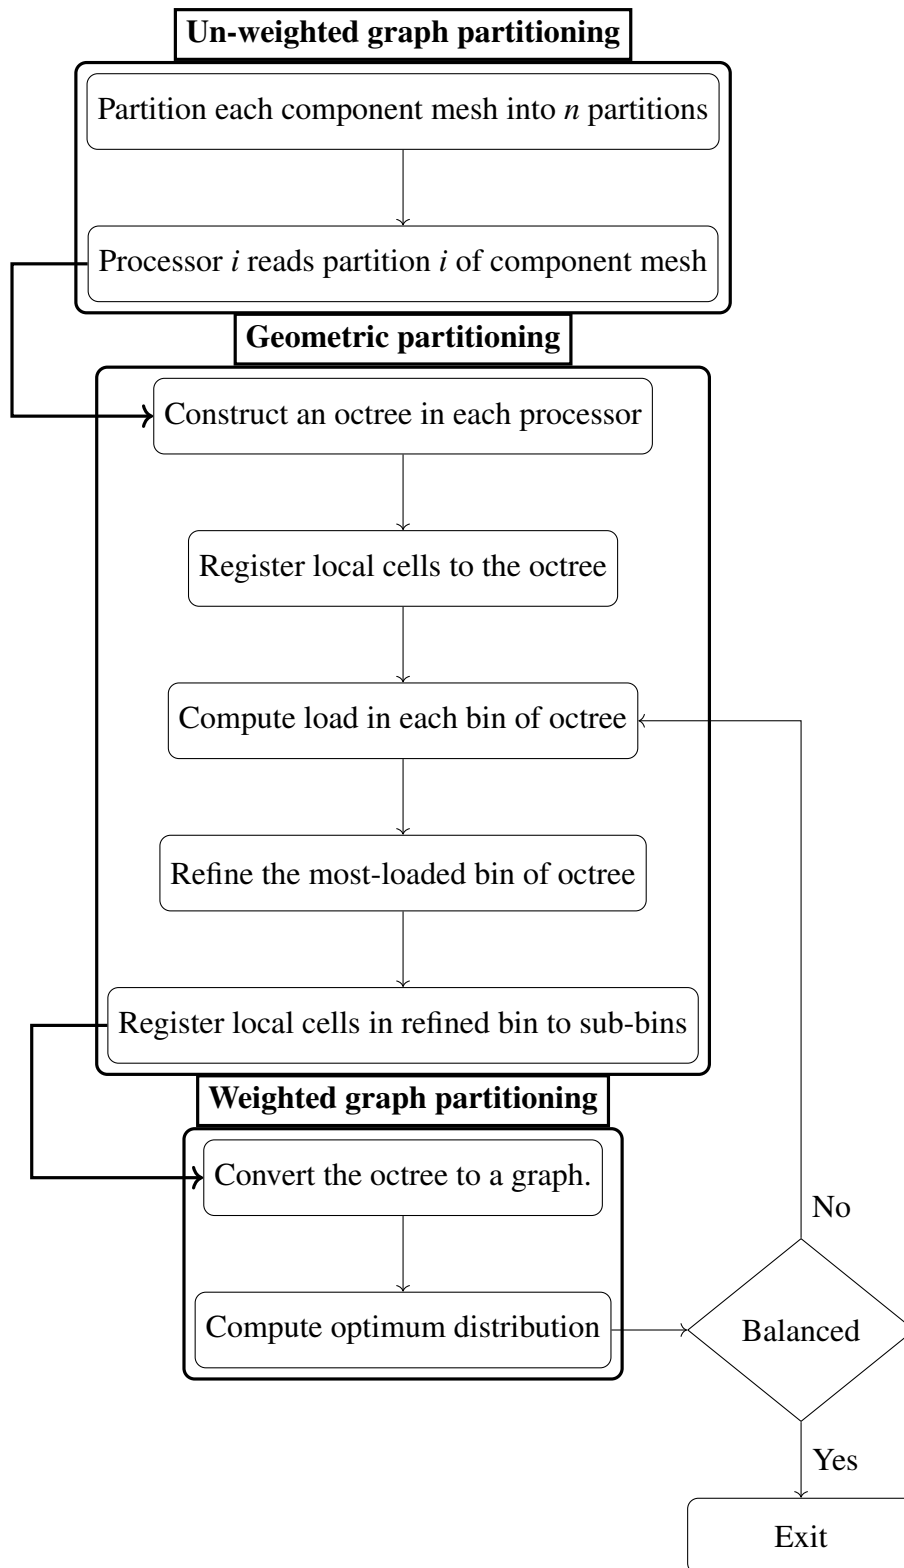 Un-weighted graph partitioning
Partition each component mesh into n partitions
Processor i reads partition i of component mesh
Geometric partitioning
Construct an octree in each processor
Register local cells to the octree
Compute load in each bin of octree
Refine the most-loaded bin of octree
Register local cells in refined bin to sub-bins
Weighted graph partitioning
Convert the octree to a graph.
Compute optimum distribution
No
Balanced
Yes
Exit